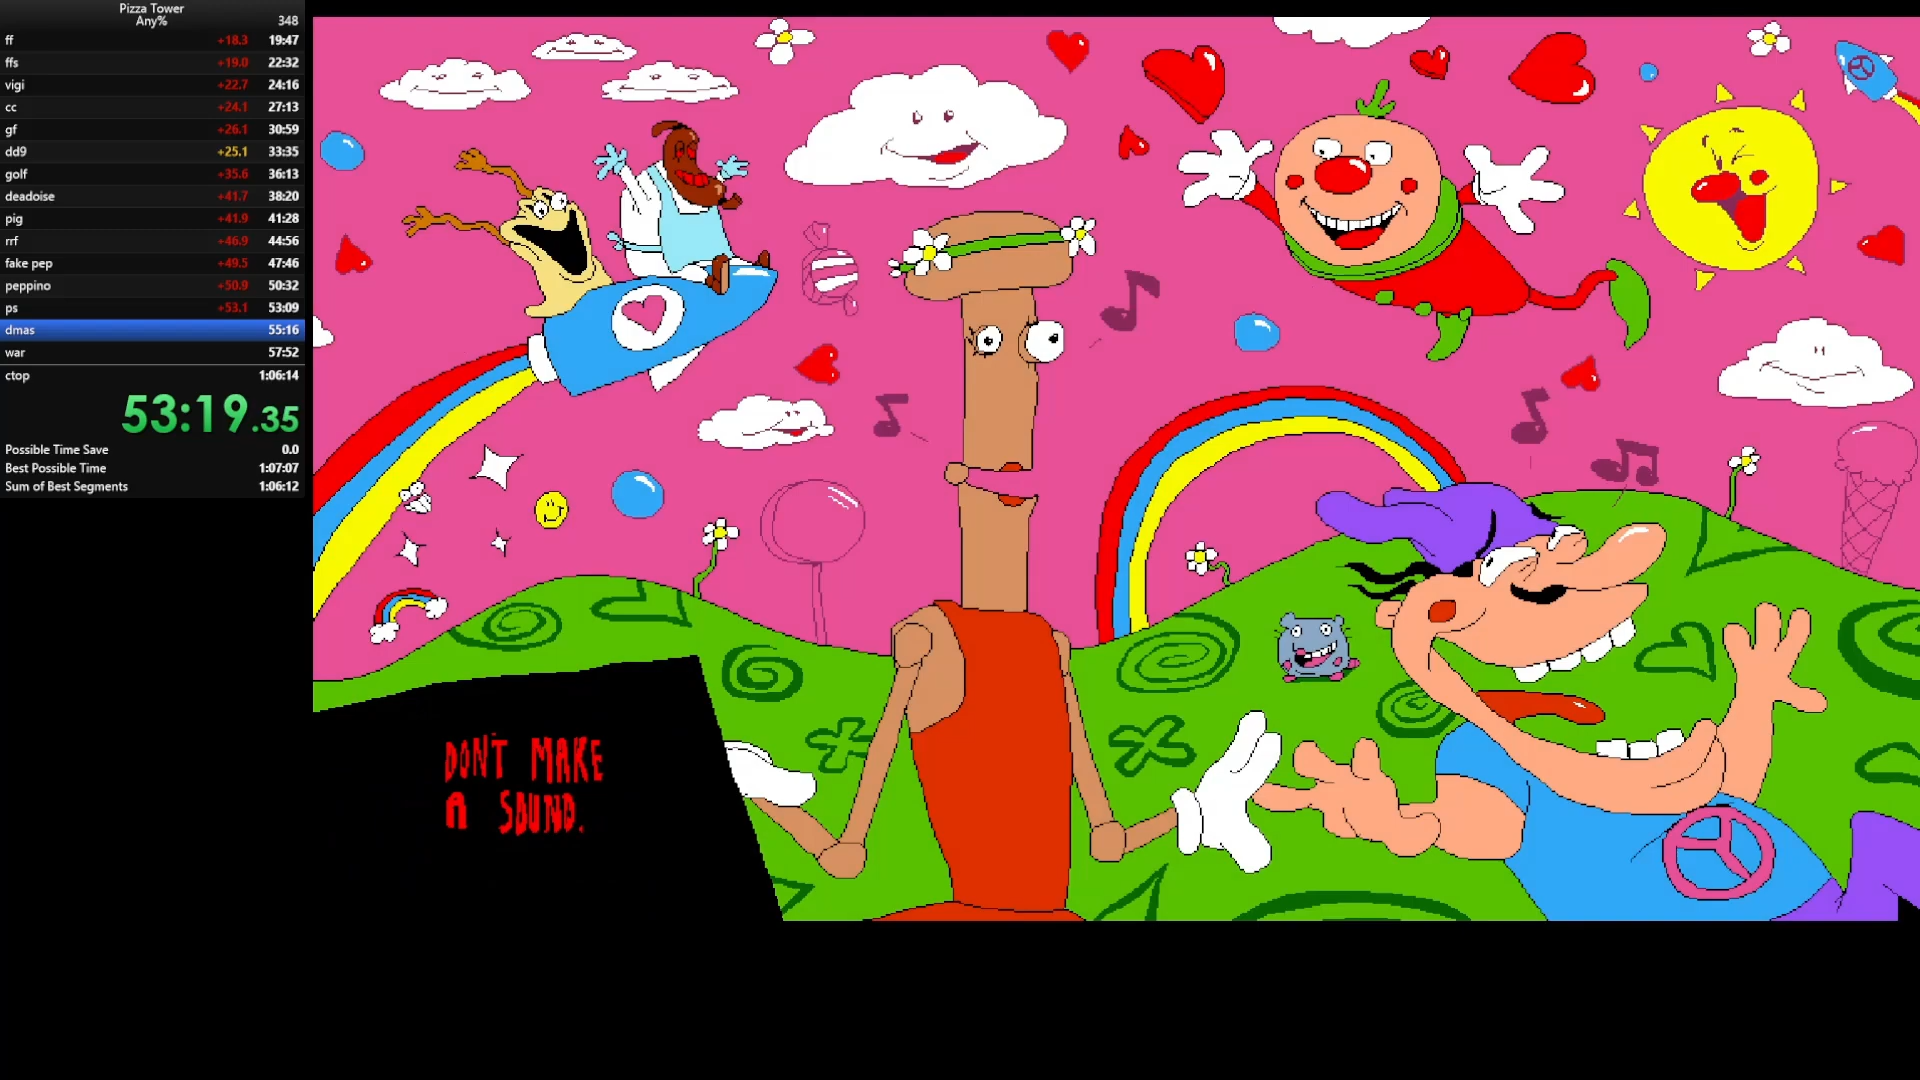 Pizza Tower
Any% 348
ff +18.3 19:47
ffs +19.0 22:32
vigi +22.7 24:16
cc +24.1 27:13
gf +26.1 30:59
dd9 +25.1 33:35
golf +35.6 36:13
deadoise +41.7 38:20
pig +41.9 41:28
rrf +46.9 44:56
fake pep +49.5 47:46
peppino +50.9 50:32
ps +53.1 53:09
dmas 55:16
war 57:52
ctop 1:06:14
53:19.35
Possible Time Save 0.0
Best Possible Time 1:07:07
Sum of Best Segments 1:06:12
DON'T MAKE
A SOUND.